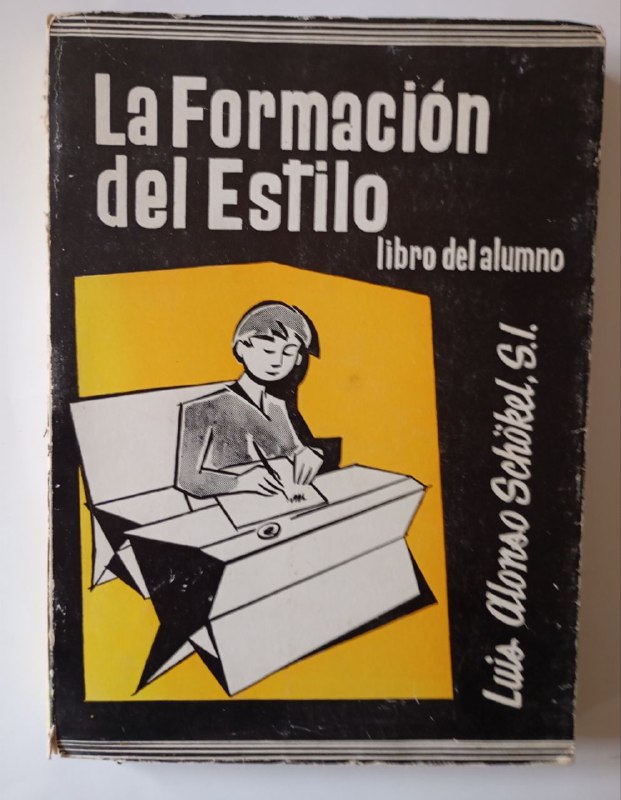 La Formación
del Estilo
libro del alumno
Luis Alonso Schökel, S.I.